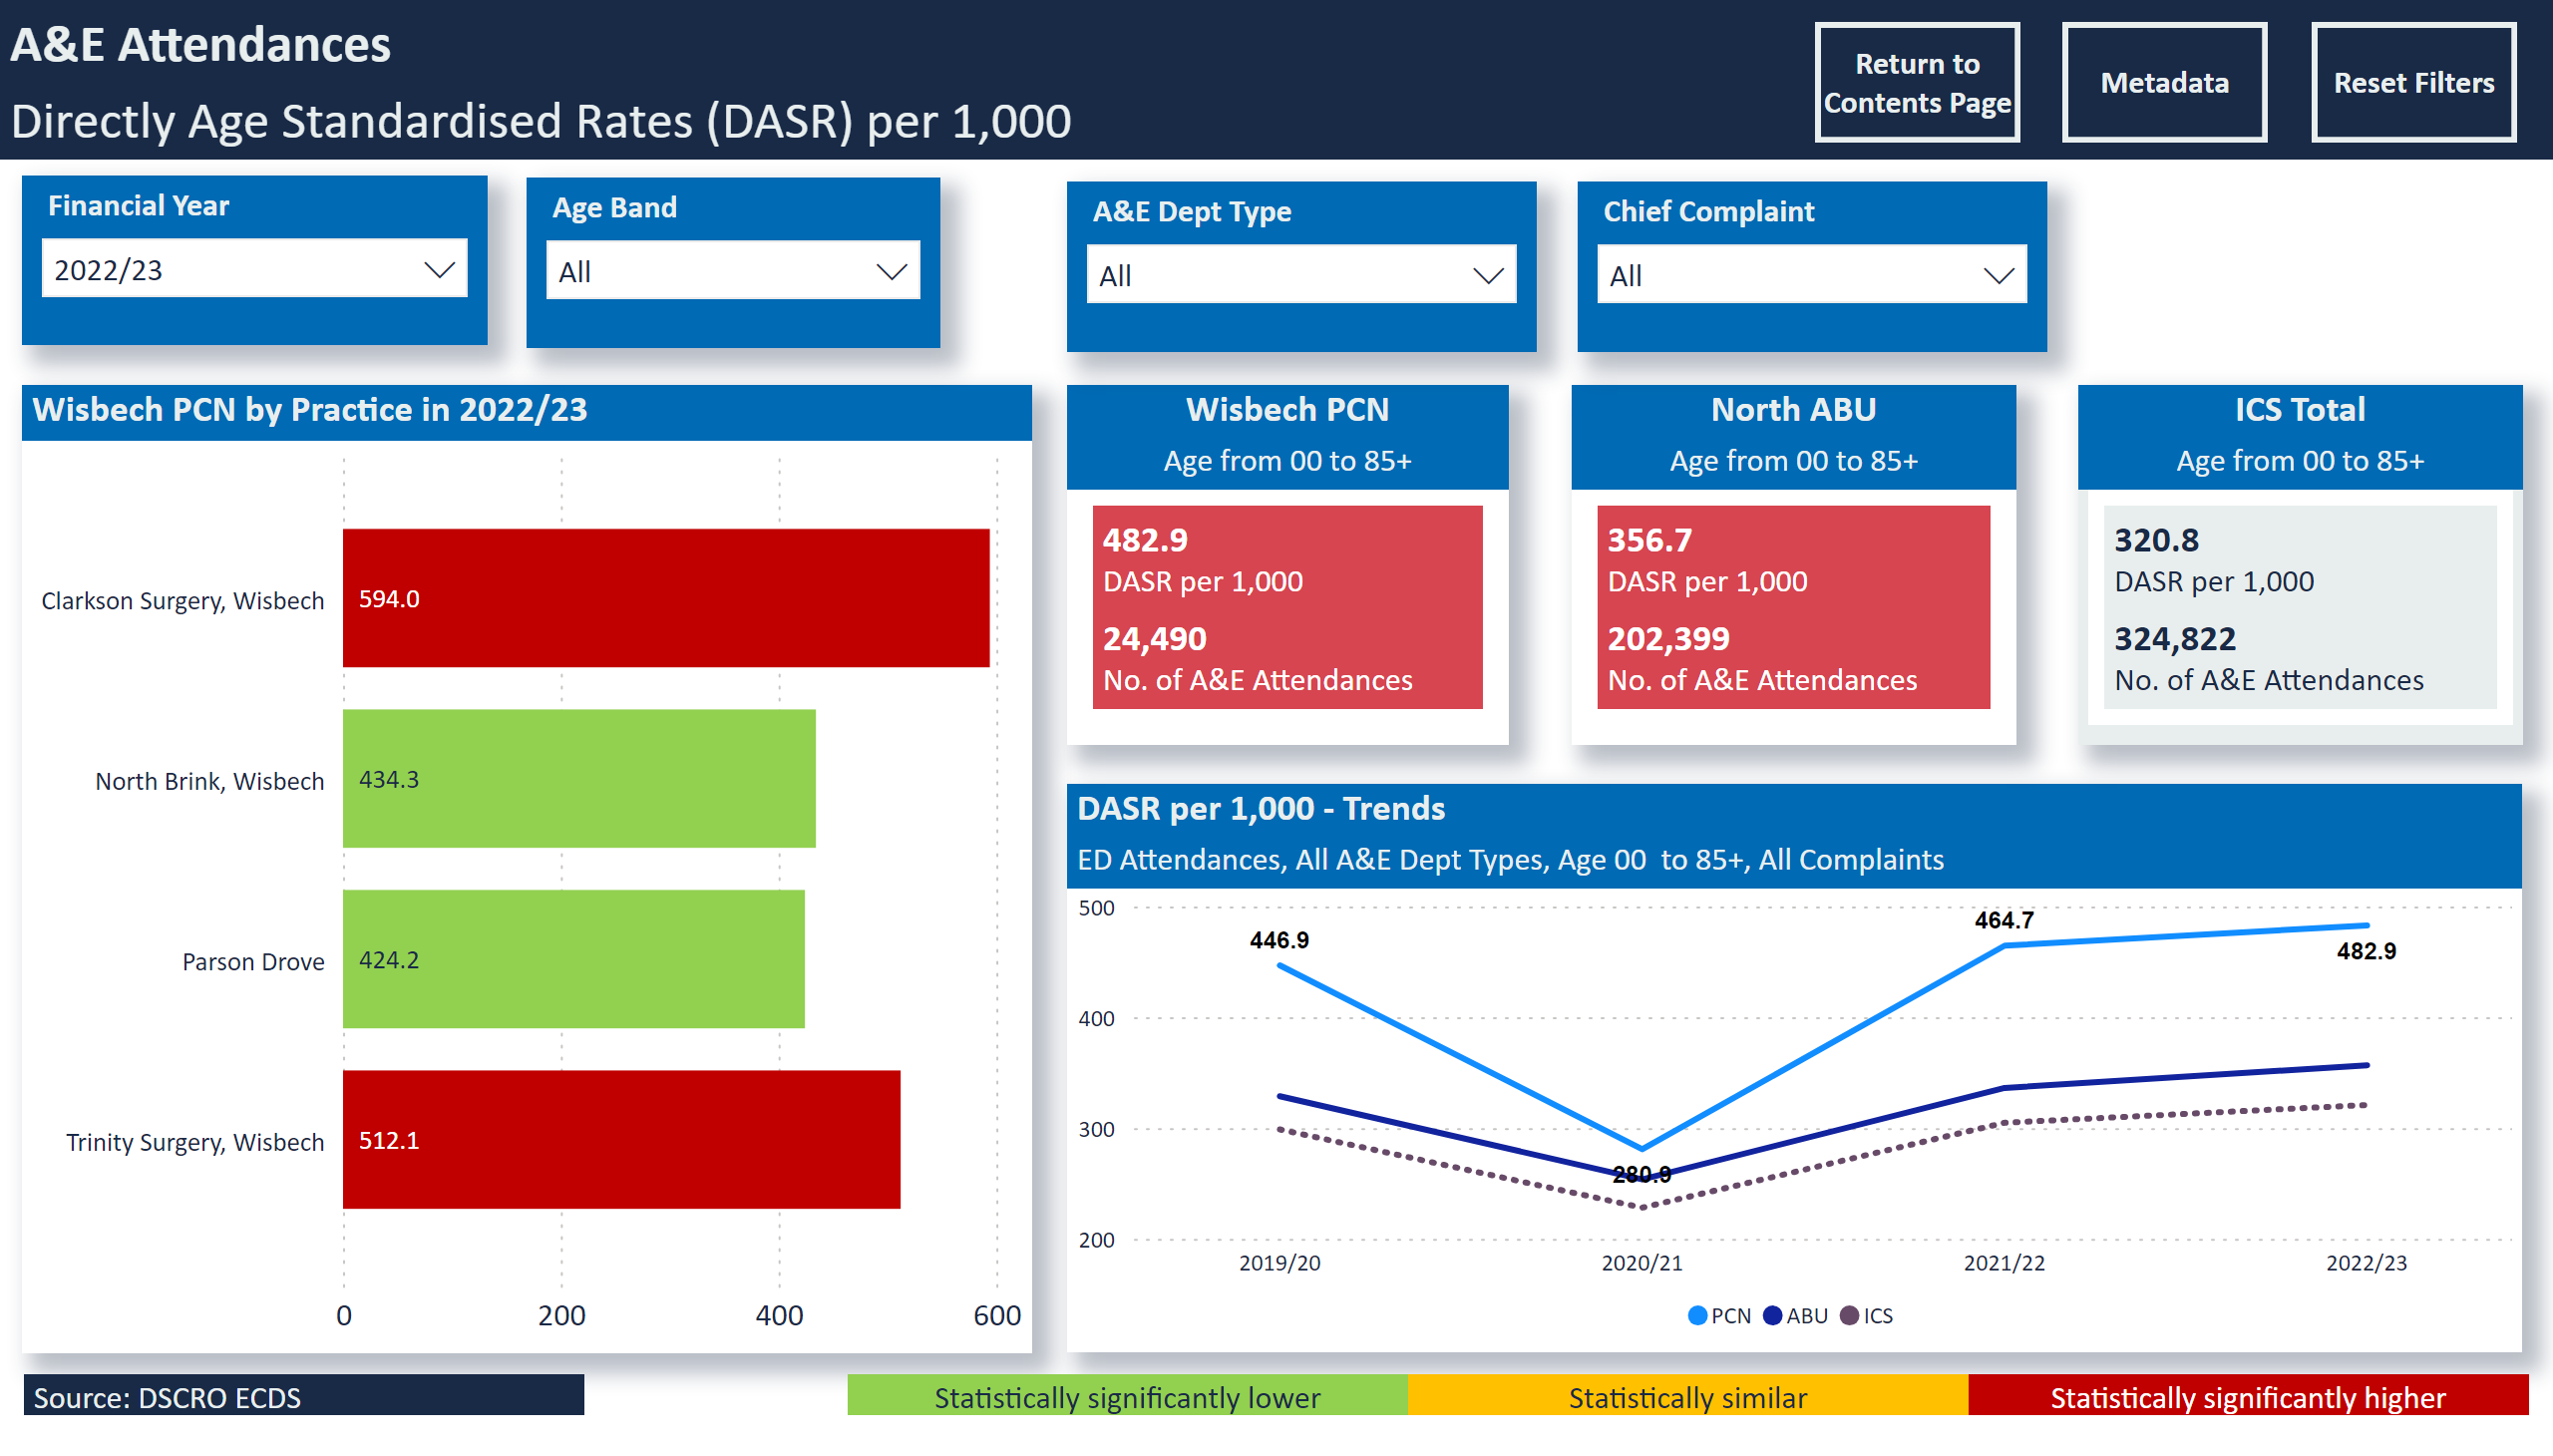 A&E Attendances
Directly Age Standardised Rates (DASR) per 1,000
Return to
Contents Page
Metadata
Reset Filters
Financial Year
2022/23
Age Band
All
A&E Dept Type
All
Chief Complaint
All
Wisbech PCN by Practice in 2022/23
Clarkson Surgery, Wisbech
594.0
North Brink, Wisbech
434.3
Parson Drove
424.2
Trinity Surgery, Wisbech
512.1
0 200 400 600
Wisbech PCN
Age from 00 to 85+
482.9
DASR per 1,000
24,490
No. of A&E Attendances
North ABU
Age from 00 to 85+
356.7
DASR per 1,000
202,399
No. of A&E Attendances
ICS Total
Age from 00 to 85+
320.8
DASR per 1,000
324,822
No. of A&E Attendances
DASR per 1,000 - Trends
ED Attendances, All A&E Dept Types, Age 00  to 85+, All Complaints
500
400
300
200
446.9
280.9
464.7
482.9
2019/20 2020/21 2021/22 2022/23
PCN ABU ICS
Source: DSCRO ECDS
Statistically significantly lower
Statistically similar
Statistically significantly higher